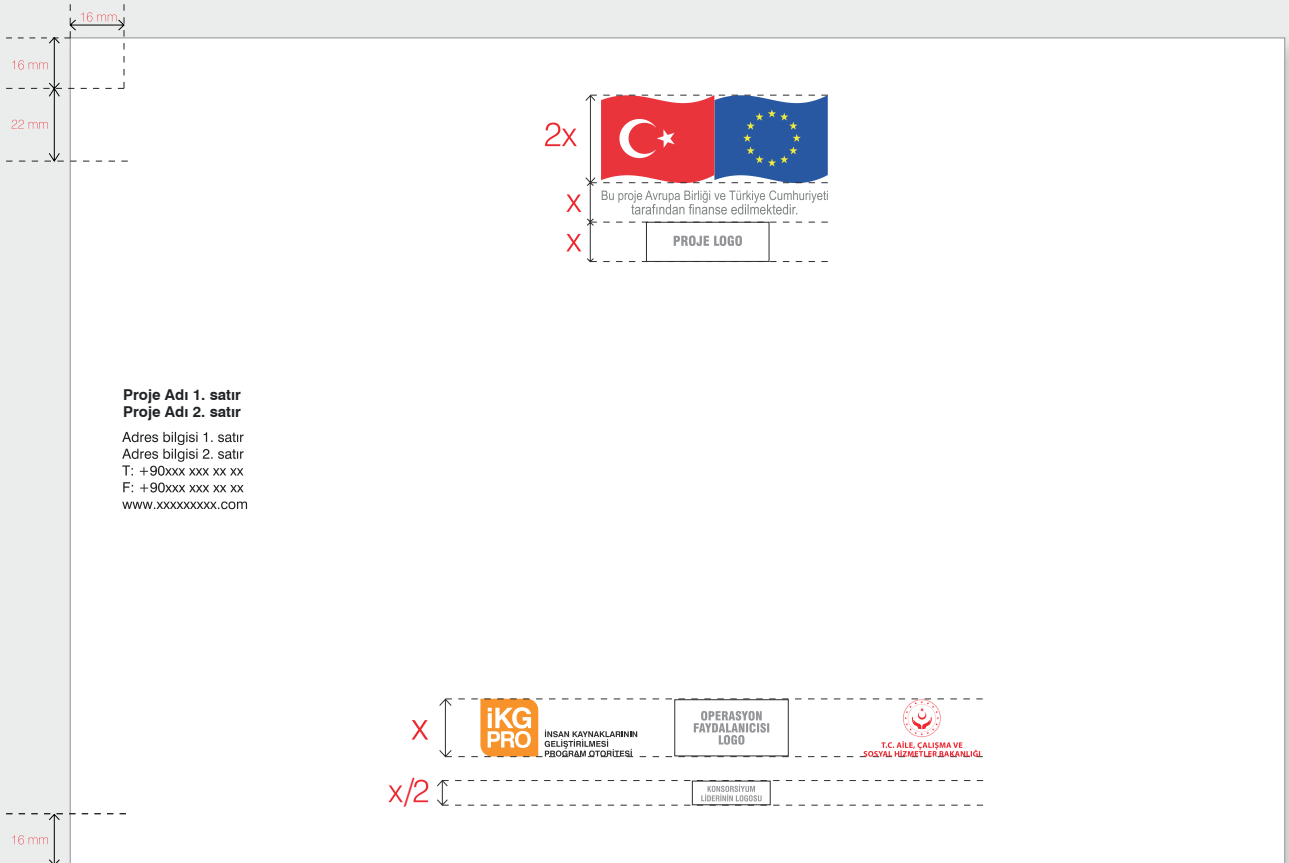 16 mm
16 mm
22 mm
2x
x
Bu proje Avrupa Birliği ve Türkiye Cumhuriyeti
tarafından finanse edilmektedir.
x
PROJE LOGO
Proje Adı 1. satır
Proje Adı 2. satır
Adres bilgisi 1. satır
Adres bilgisi 2. satır
T: +90xxx xxx xx xx
F: +90xxx xxx xx xx
www.xxxxxxxxx.com
x
iKG
PRO
İNSAN KAYNAKLARININ
GELİŞTİRİLMESİ
PROGRAM OTORİTESİ
OPERASYON
FAYDALANICISI
LOGO
T.C. AİLE, ÇALIŞMA VE
SOSYAL HİZMETLER BAKANLIĞI
x/2
KONSORSİYUM
LİDERİNİN LOGOSU
16 mm